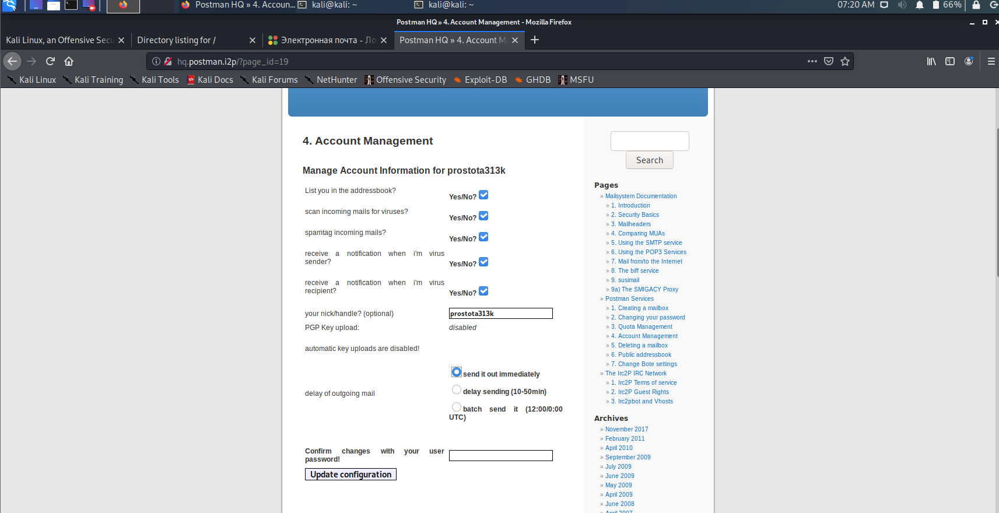 Postman HQ » 4. Accoun...
kali@kali: ~
kali@kali: ~
07:20 AM
66%
Postman HQ » 4. Account Management - Mozilla Firefox
Kali Linux, an Offensive Secu
Directory listing for /
Электронная почта - Ло
Postman HQ » 4. Account Ma
hq.postman.i2p/?page_id=19
Kali Linux
Kali Training
Kali Tools
Kali Docs
Kali Forums
NetHunter
Offensive Security
Exploit-DB
GHDB
MSFU
4. Account Management
Manage Account Information for prostota313k
List you in the addressbook?
Yes/No?
scan incoming mails for viruses?
Yes/No?
spamtag incoming mails?
Yes/No?
receive a notification when i'm virus
sender?
Yes/No?
receive a notification when i'm virus
recipient?
Yes/No?
your nick/handle? (optional)
prostota313k
PGP Key upload:
disabled
automatic key uploads are disabled!
delay of outgoing mail
send it out immediately
delay sending (10-50min)
batch send it (12:00/0:00
UTC)
Confirm changes with your user
password!
Update configuration
Search
Pages
» Mailsystem Documentation
» 1. Introduction
» 2. Security Basics
» 3. Mailheaders
» 4. Comparing MUAs
» 5. Using the SMTP service
» 6. Using the POP3 Services
» 7. Mail from/to the Internet
» 8. The biff service
» 9. susimail
» 9a) The SMIGACY Proxy
» Postman Services
» 1. Creating a mailbox
» 2. Changing your password
» 3. Quota Management
» 4. Account Management
» 5. Deleting a mailbox
» 6. Public addressbook
» 7. Change Bote settings
» The Irc2P IRC Network
» 1. Irc2P Terms of service
» 2. Irc2P Guest Rights
» 3. Irc2pbot and Vhosts
Archives
» November 2017
» February 2011
» April 2010
» September 2009
» July 2009
» June 2009
» May 2009
» April 2009
» June 2008
» April 2007